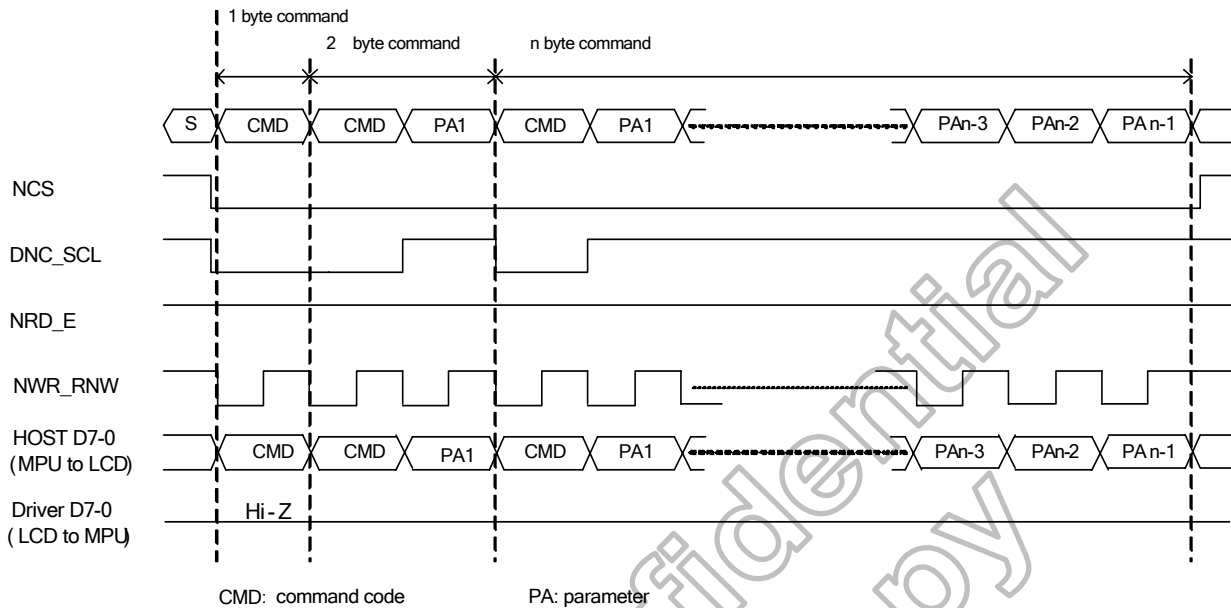 1 byte command
2 byte command
n byte command
S CMD CMD PA1 CMD PA1 PAn-3 PAn-2 PAn-1
NCS
DNC_SCL
NRD_E
NWR_RNW
HOST D7-0
(MPU to LCD)
CMD CMD PA1 CMD PA1 PAn-3 PAn-2 PAn-1
Driver D7-0
( LCD to MPU)
Hi-Z
CMD: command code
PA: parameter